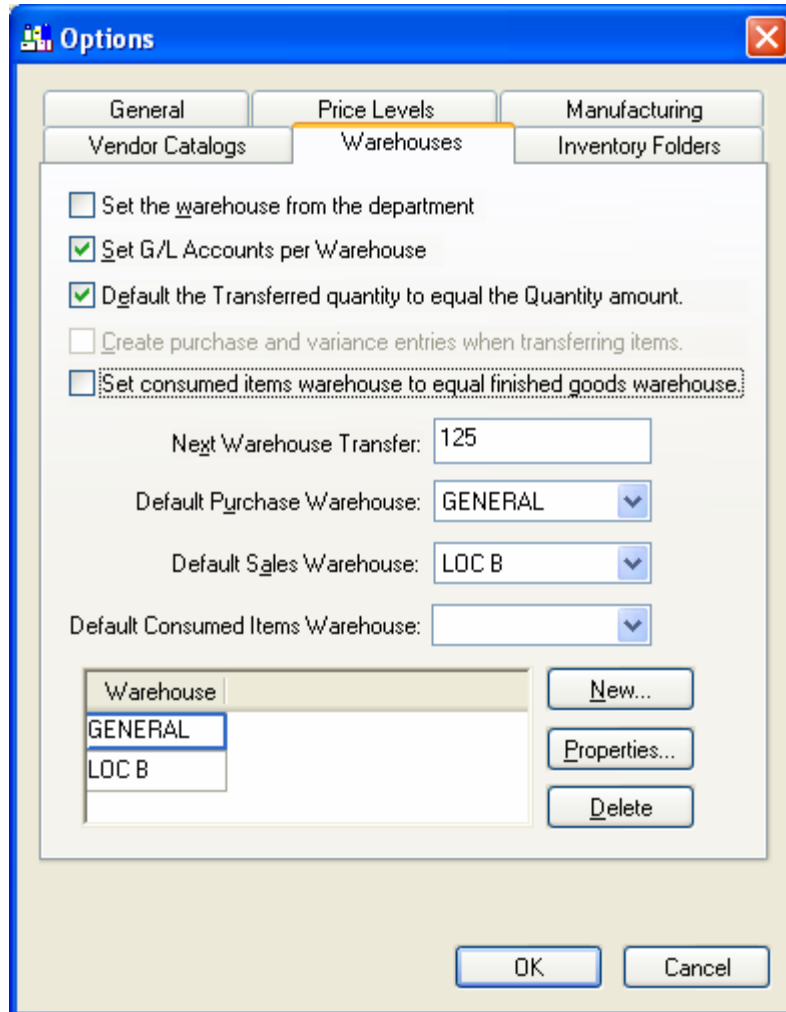 Options
General Price Levels Manufacturing
Vendor Catalogs Warehouses Inventory Folders
Set the warehouse from the department
Set G/L Accounts per Warehouse
Default the Transferred quantity to equal the Quantity amount.
Create purchase and variance entries when transferring items.
Set consumed items warehouse to equal finished goods warehouse.
Next Warehouse Transfer: 125
Default Purchase Warehouse: GENERAL
Default Sales Warehouse: LOC B
Default Consumed Items Warehouse:
Warehouse New...
GENERAL
Properties...
LOC B
Delete
OK Cancel